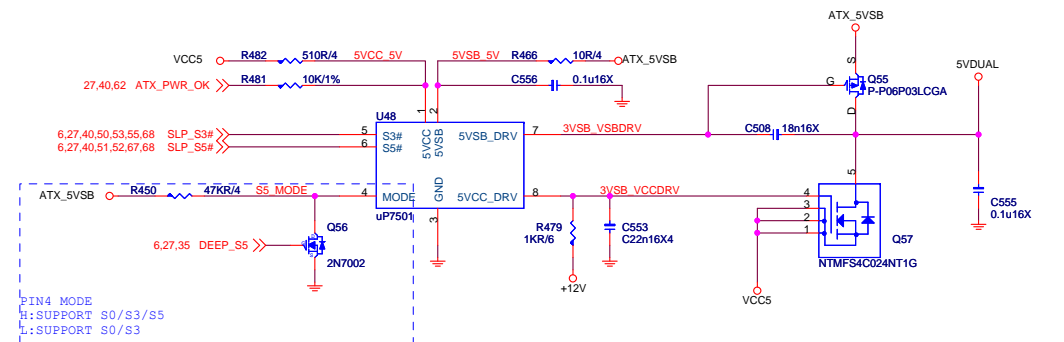 ATX_5VSB
VCC5 R482 510R/4 5VCC_5V 5VSB_5V R466 10R/4 ATX_5VSB
5VDUAL
27,40,62 ATX_PWR_OK R481 10K/1% C556 0.1u16X
S
G
D
Q55
P-P06P03LCGA
1 2
U48
6,27,40,50,53,55,68 SLP_S3# 5 S3# 5VCC 5VSB 5VSB_DRV 7 3VSB_VSBDRV C508 18n16X
6,27,40,51,52,67,68 SLP_S5# 6 S5#
ATX_5VSB R450 47KR/4 S5_MODE 4 MODE GND 5VCC_DRV 8 3VSB_VCCDRV 4 5
uP7501 3
3
2
1
C555
0.1u16X
Q56
6,27,35 DEEP_S5
2N7002
R479
1KR/6
C553
C22n16X4
Q57
NTMFS4C024NT1G
+12V
VCC5
PIN4 MODE
H:SUPPORT S0/S3/S5
L:SUPPORT S0/S3